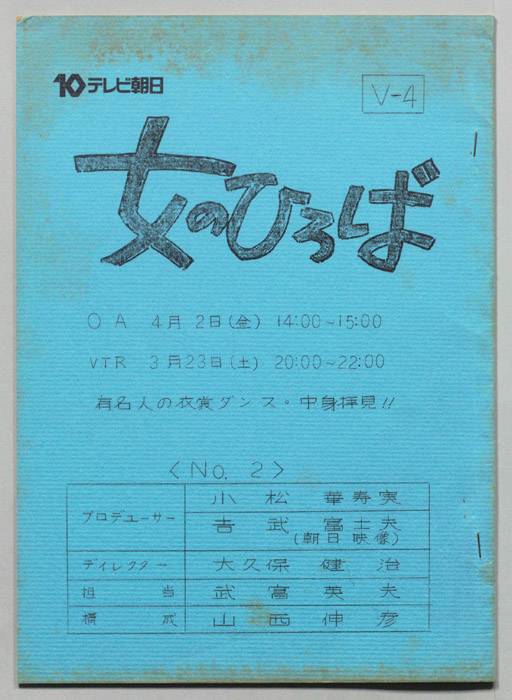 10 テレビ朝日
V-4
女のひろば
OA 4月 2日(金) 14:00~15:00
VTR 3月23日(土) 20:00~22:00
有名人の衣裳ダンス・中身拝見!!
<No. 2>
プロデューサー 小松 華寿実
吉武 富士夫
(朝日映像)
ディレクター 大久保 健治
担当 武富 英夫
構成 山西 伸彦